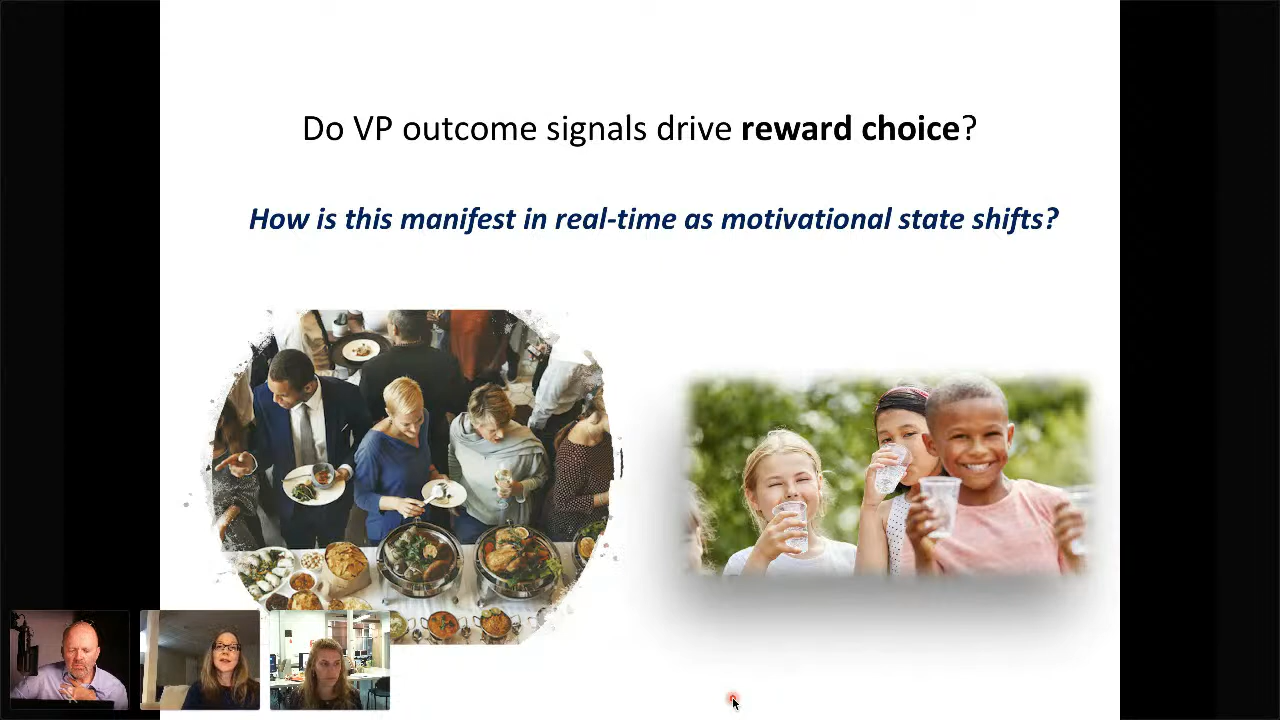 Do VP outcome signals drive reward choice?
How is this manifest in real-time as motivational state shifts?